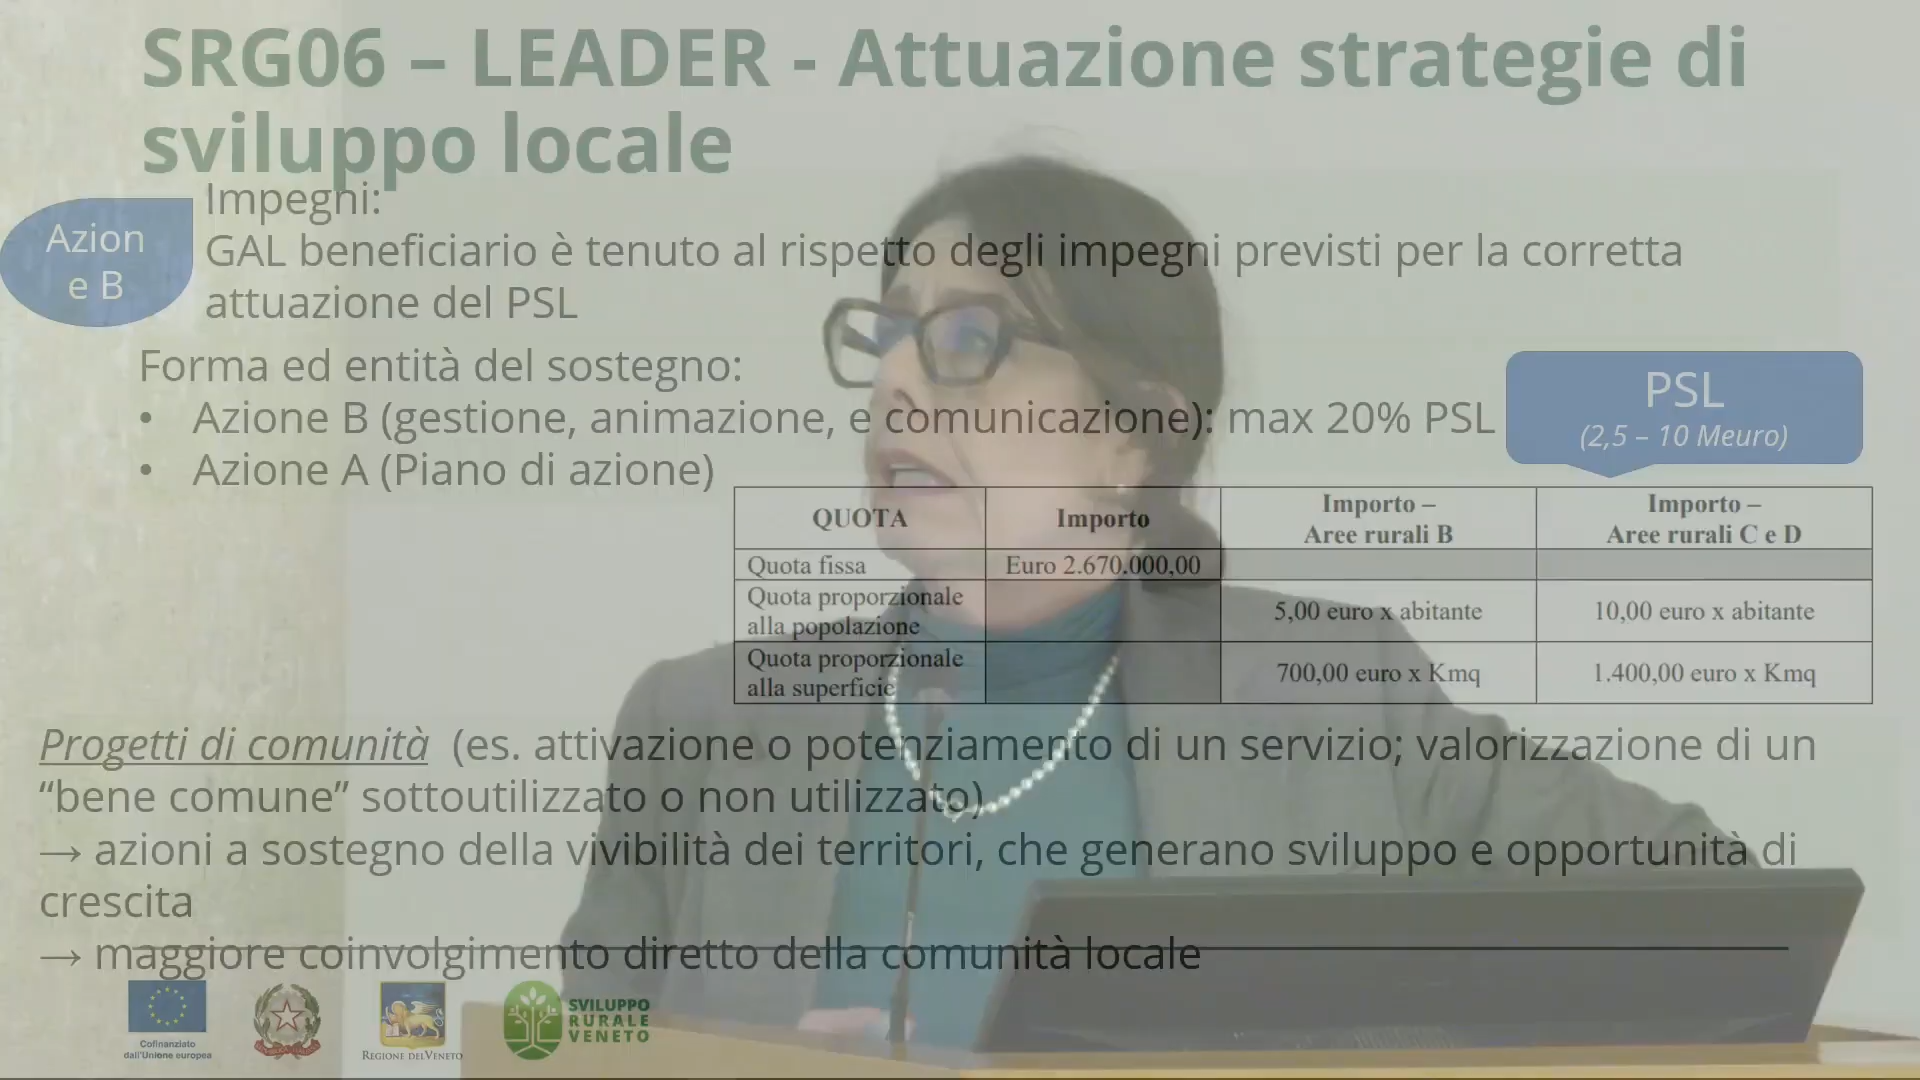 SRG06 – LEADER - Attuazione strategie di
sviluppo locale
Azion
e B
Impegni:
GAL beneficiario è tenuto al rispetto degli impegni previsti per la corretta
attuazione del PSL
Forma ed entità del sostegno:
• Azione B (gestione, animazione, e comunicazione): max 20% PSL
• Azione A (Piano di azione)
PSL
(2,5 – 10 Meuro)
QUOTA
Importo
Importo –
Aree rurali B
Importo –
Aree rurali C e D
Quota fissa
Euro 2.670.000,00
Quota proporzionale
alla popolazione
5,00 euro x abitante
10,00 euro x abitante
Quota proporzionale
alla superficie
700,00 euro x Kmq
1.400,00 euro x Kmq
Progetti di comunità (es. attivazione o potenziamento di un servizio; valorizzazione di un
“bene comune” sottoutilizzato o non utilizzato)
→ azioni a sostegno della vivibilità dei territori, che generano sviluppo e opportunità di
crescita
→ maggiore coinvolgimento diretto della comunità locale
Cofinanziato
dall'Unione europea
REGIONE DEL VENETO
SVILUPPO
RURALE
VENETO